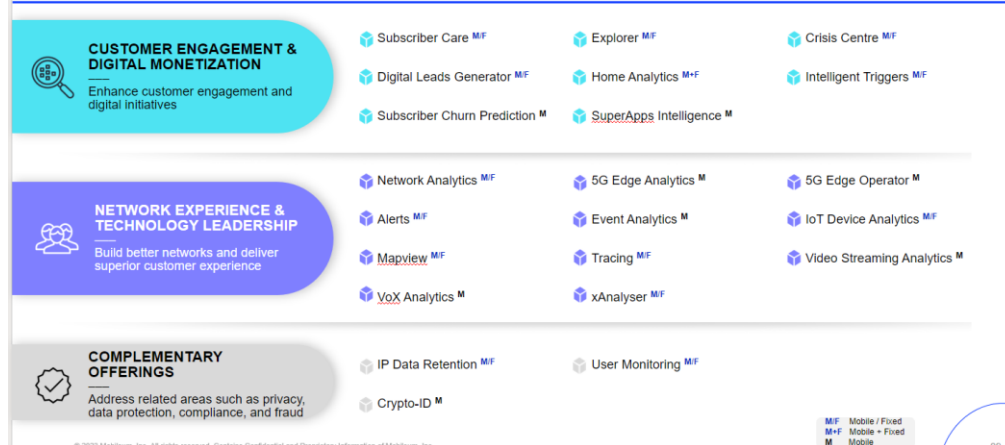 CUSTOMER ENGAGEMENT &
DIGITAL MONETIZATION
Enhance customer engagement and
digital initiatives
Subscriber Care M/F
Explorer M/F
Crisis Centre M/F
Digital Leads Generator M/F
Home Analytics M+F
Intelligent Triggers M/F
Subscriber Churn Prediction M
SuperApps Intelligence M
NETWORK EXPERIENCE &
TECHNOLOGY LEADERSHIP
Build better networks and deliver
superior customer experience
Network Analytics M/F
5G Edge Analytics M
5G Edge Operator M
Alerts M/F
Event Analytics M
IoT Device Analytics M/F
Mapview M/F
Tracing M/F
Video Streaming Analytics M
VoX Analytics M
xAnalyser M/F
COMPLEMENTARY
OFFERINGS
Address related areas such as privacy,
data protection, compliance, and fraud
IP Data Retention M/F
User Monitoring M/F
Crypto-ID M
M/F Mobile / Fixed
M+F Mobile + Fixed
M Mobile